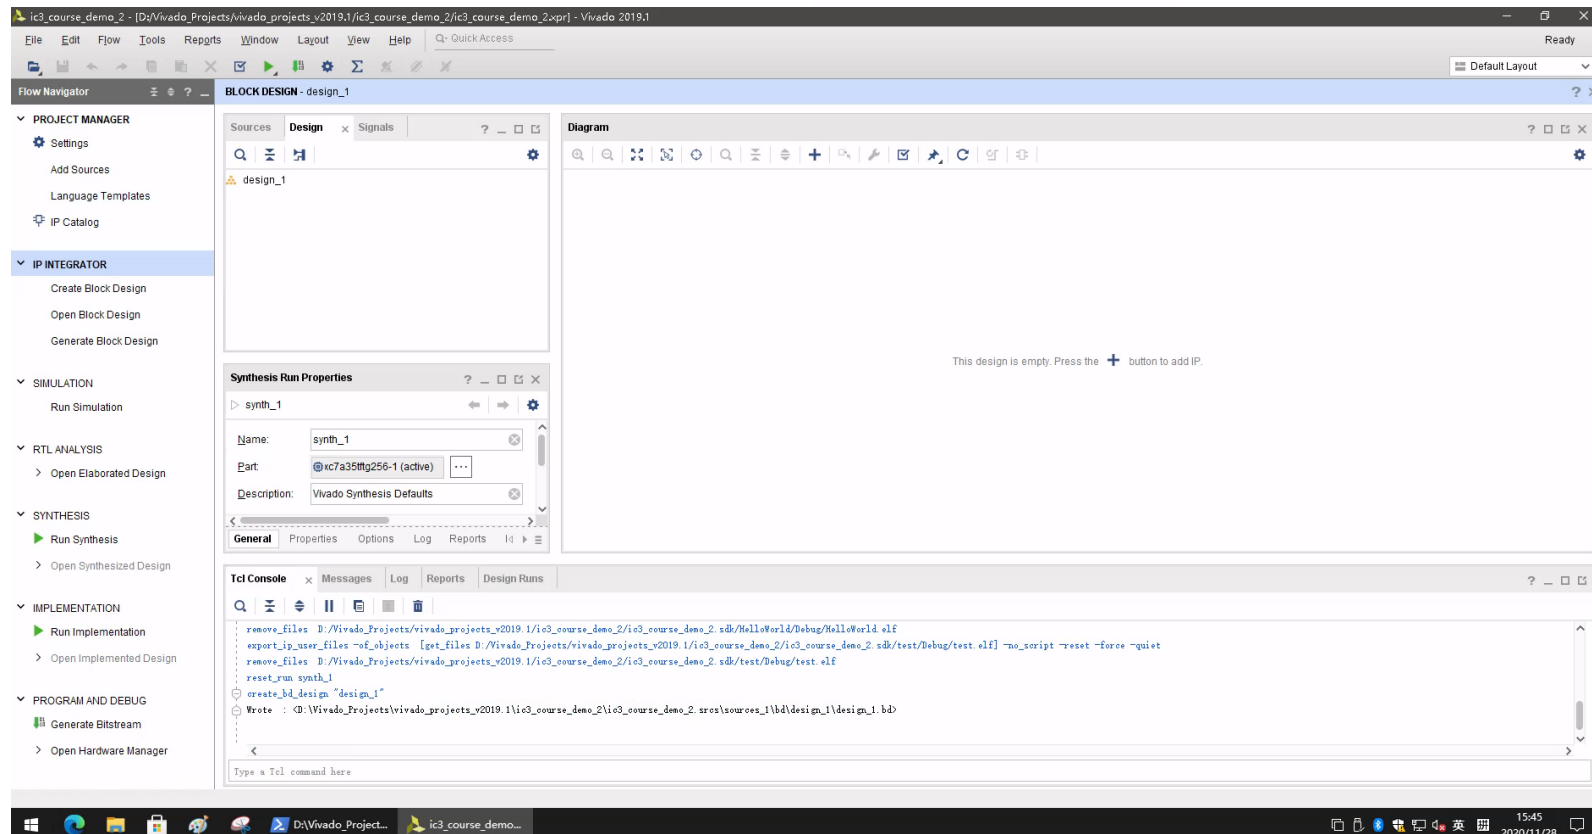 ic3_course_demo_2 - [D:/Vivado_Projects/vivado_projects_v2019.1/ic3_course_demo_2/ic3_course_demo_2.xpr] - Vivado 2019.1
File Edit Flow Tools Reports Window Layout View Help Q- Quick Access
Ready
Default Layout
Flow Navigator
PROJECT MANAGER
Settings
Add Sources
Language Templates
IP Catalog
IP INTEGRATOR
Create Block Design
Open Block Design
Generate Block Design
SIMULATION
Run Simulation
RTL ANALYSIS
Open Elaborated Design
SYNTHESIS
Run Synthesis
Open Synthesized Design
IMPLEMENTATION
Run Implementation
Open Implemented Design
PROGRAM AND DEBUG
Generate Bitstream
Open Hardware Manager
BLOCK DESIGN - design_1
Sources Design Signals
design_1
Synthesis Run Properties
synth_1
Name: synth_1
Part: xc7a35tftg256-1 (active)
Description: Vivado Synthesis Defaults
General Properties Options Log Reports
Diagram
This design is empty. Press the + button to add IP.
Tcl Console Messages Log Reports Design Runs
remove_files D:/Vivado_Projects/vivado_projects_v2019.1/ic3_course_demo_2/ic3_course_demo_2.sdk/HelloWorld/Debug/HelloWorld.elf
export_ip_user_files -of_objects [get_files D:/Vivado_Projects/vivado_projects_v2019.1/ic3_course_demo_2/ic3_course_demo_2.sdk/test/Debug/test.elf] -no_script -reset -force -quiet
remove_files D:/Vivado_Projects/vivado_projects_v2019.1/ic3_course_demo_2/ic3_course_demo_2.sdk/test/Debug/test.elf
reset_run synth_1
create_bd_design "design_1"
Wrote : <D:\Vivado_Projects\vivado_projects_v2019.1\ic3_course_demo_2\ic3_course_demo_2.srcs\sources_1\bd\design_1\design_1.bd>
Type a Tcl command here
D:\Vivado_Project... ic3_course_demo...
英
15:45
2020/11/28